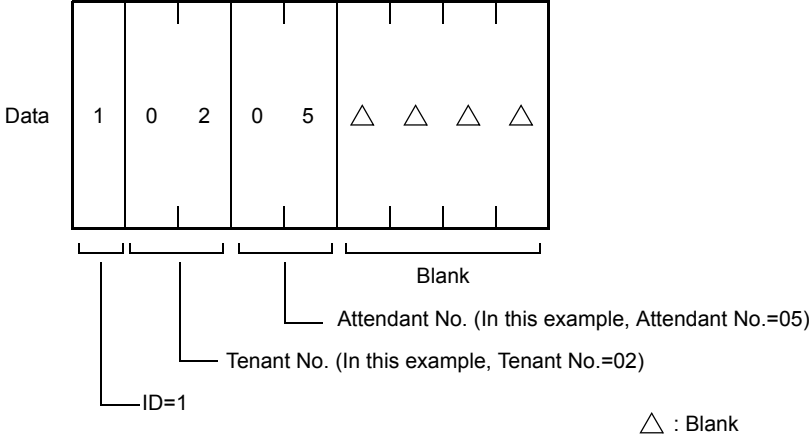 Data 1 0 2 0 5 △ △ △ △
Blank
Attendant No. (In this example, Attendant No.=05)
Tenant No. (In this example, Tenant No.=02)
ID=1
△ : Blank